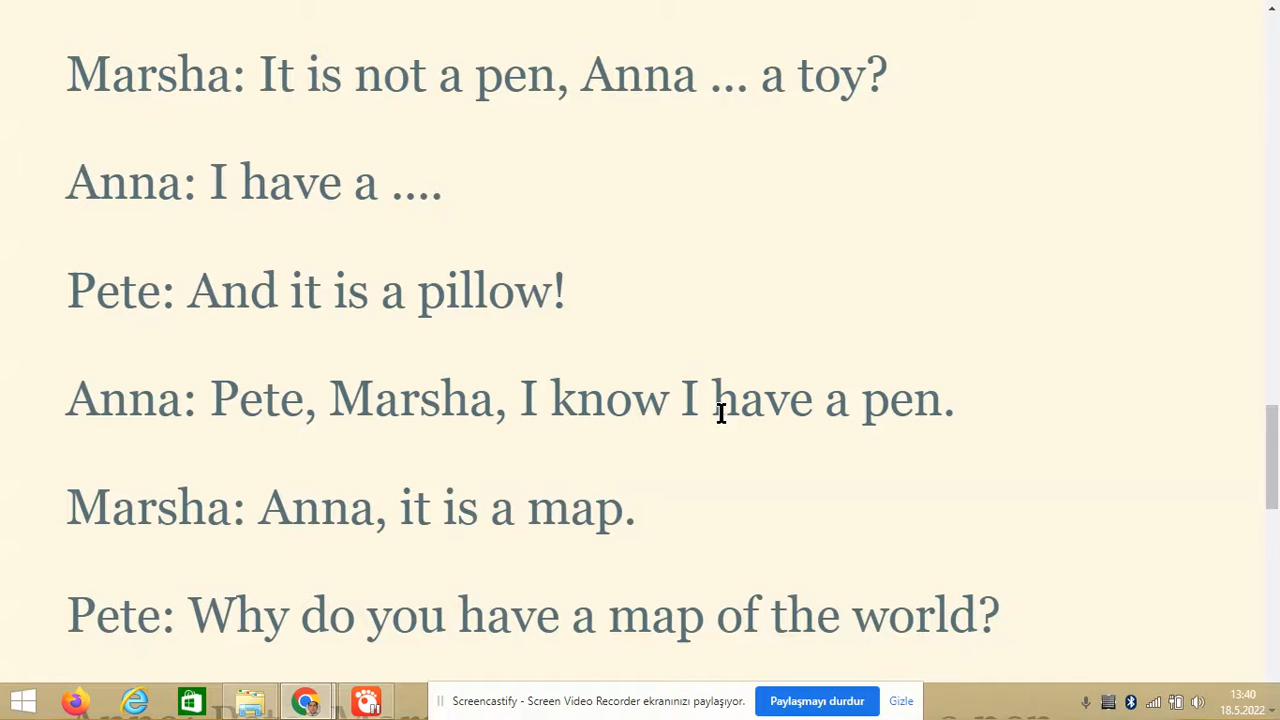 Marsha: It is not a pen, Anna ... a toy?
Anna: I have a ....
Pete: And it is a pillow!
Anna: Pete, Marsha, I know I have a pen.
Marsha: Anna, it is a map.
Pete: Why do you have a map of the world?
Screencastify - Screen Video Recorder ekranınızı paylaşıyor.
Paylaşmayı durdur
Gizle
13:40
18.5.2022